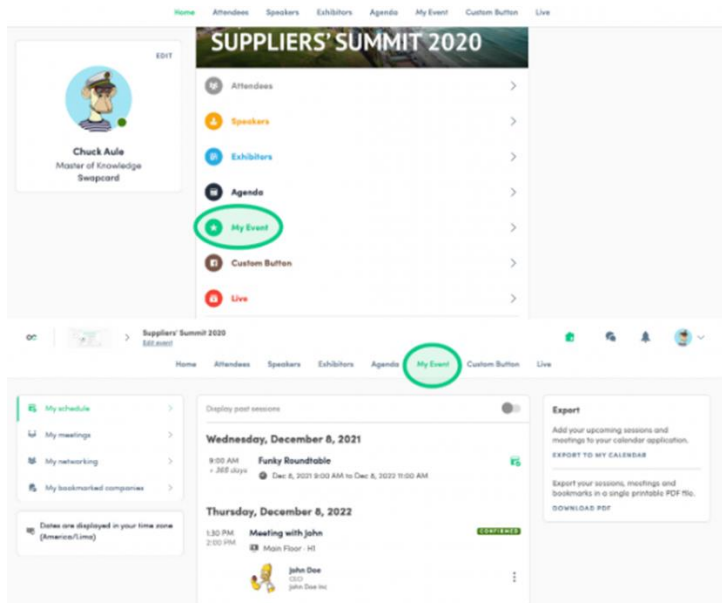 Home Attendees Speakers Exhibitors Agenda My Event Custom Button Live
EDIT
Chuck Aule
Master of Knowledge
Swapcard
SUPPLIERS' SUMMIT 2020
Attendees
Speakers
Exhibitors
Agenda
My Event
Custom Button
Live
Suppliers' Summit 2020
Edit event
Home Attendees Speakers Exhibitors Agenda My Event Custom Button Live
My schedule
My meetings
My networking
My bookmarked companies
Dates are displayed in your time zone
(America/Lima)
Display past sessions
Wednesday, December 8, 2021
9:00 AM Funky Roundtable
+ 365 days Dec 8, 2021 9:00 AM to Dec 8, 2022 11:00 AM
Thursday, December 8, 2022
1:30 PM Meeting with John CONFIRMED
2:00 PM Main Floor - H1
John Doe
CEO
John Doe Inc.
Export
Add your upcoming sessions and
meetings to your calendar application.
EXPORT TO MY CALENDAR
Export your sessions, meetings and
bookmarks in a single printable PDF file.
DOWNLOAD PDF